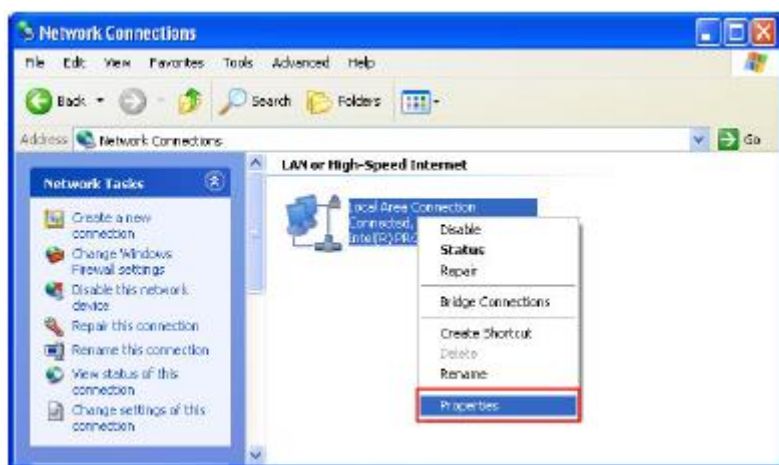 Network Connections
File Edit View Favorites Tools Advanced Help
Back Search Folders
Address Network Connections Go
Network Tasks
Create a new
connection
Change Windows
Firewall settings
Disable this network
device
Repair this connection
Rename this connection
View status of this
connection
Change settings of this
connection
LAN or High-Speed Internet
Local Area Connection
Connected,
Intel(R) PRO
Disable
Status
Repair
Bridge Connections
Create Shortcut
Delete
Rename
Properties